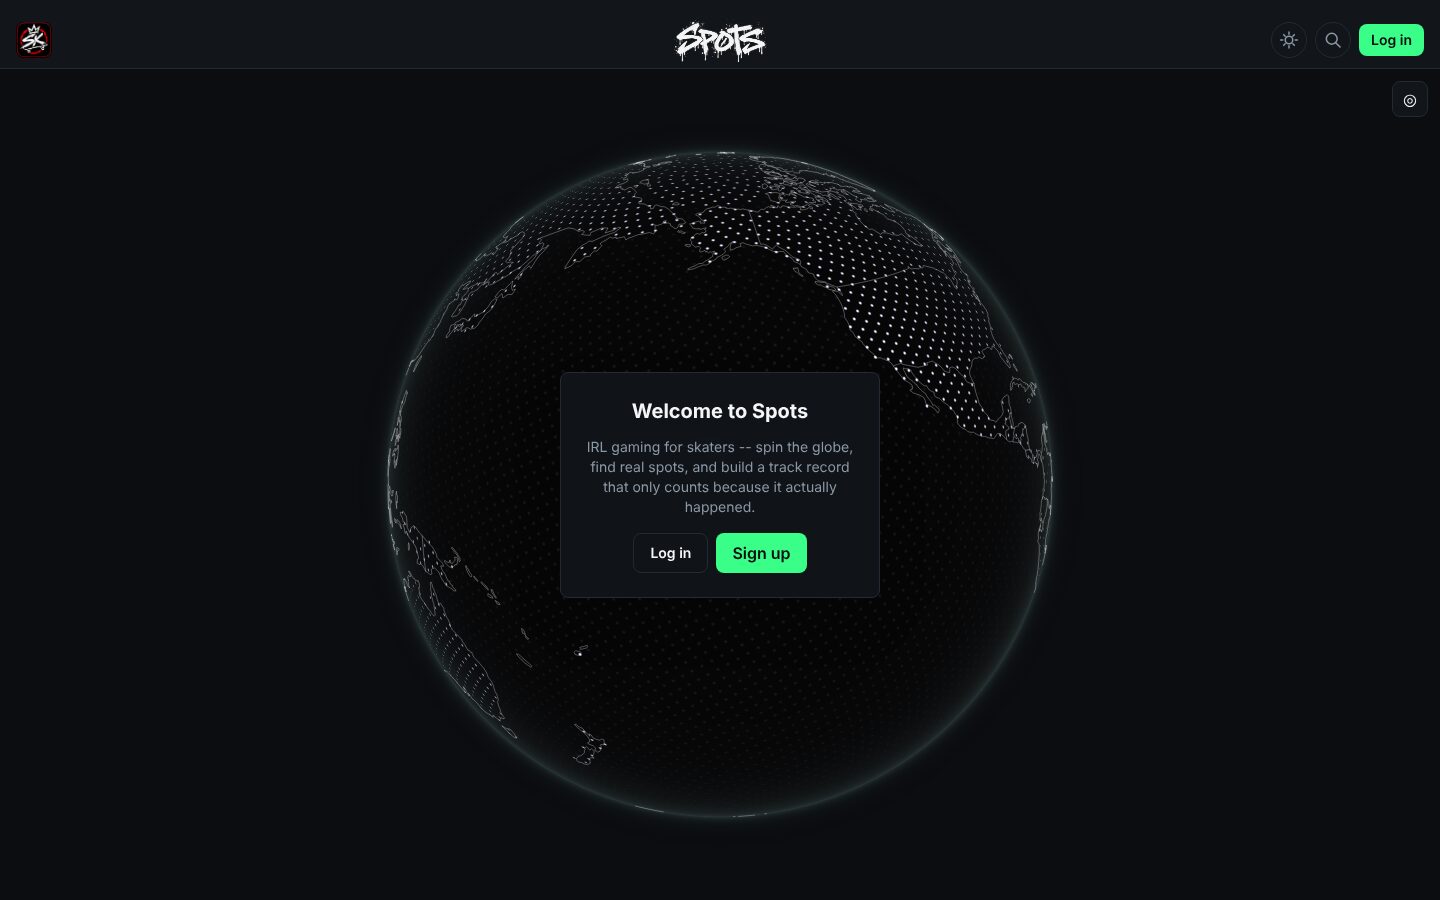 SK
SPOTS
Log in
Welcome to Spots
IRL gaming for skaters -- spin the globe,
find real spots, and build a track record
that only counts because it actually
happened.
Log in
Sign up